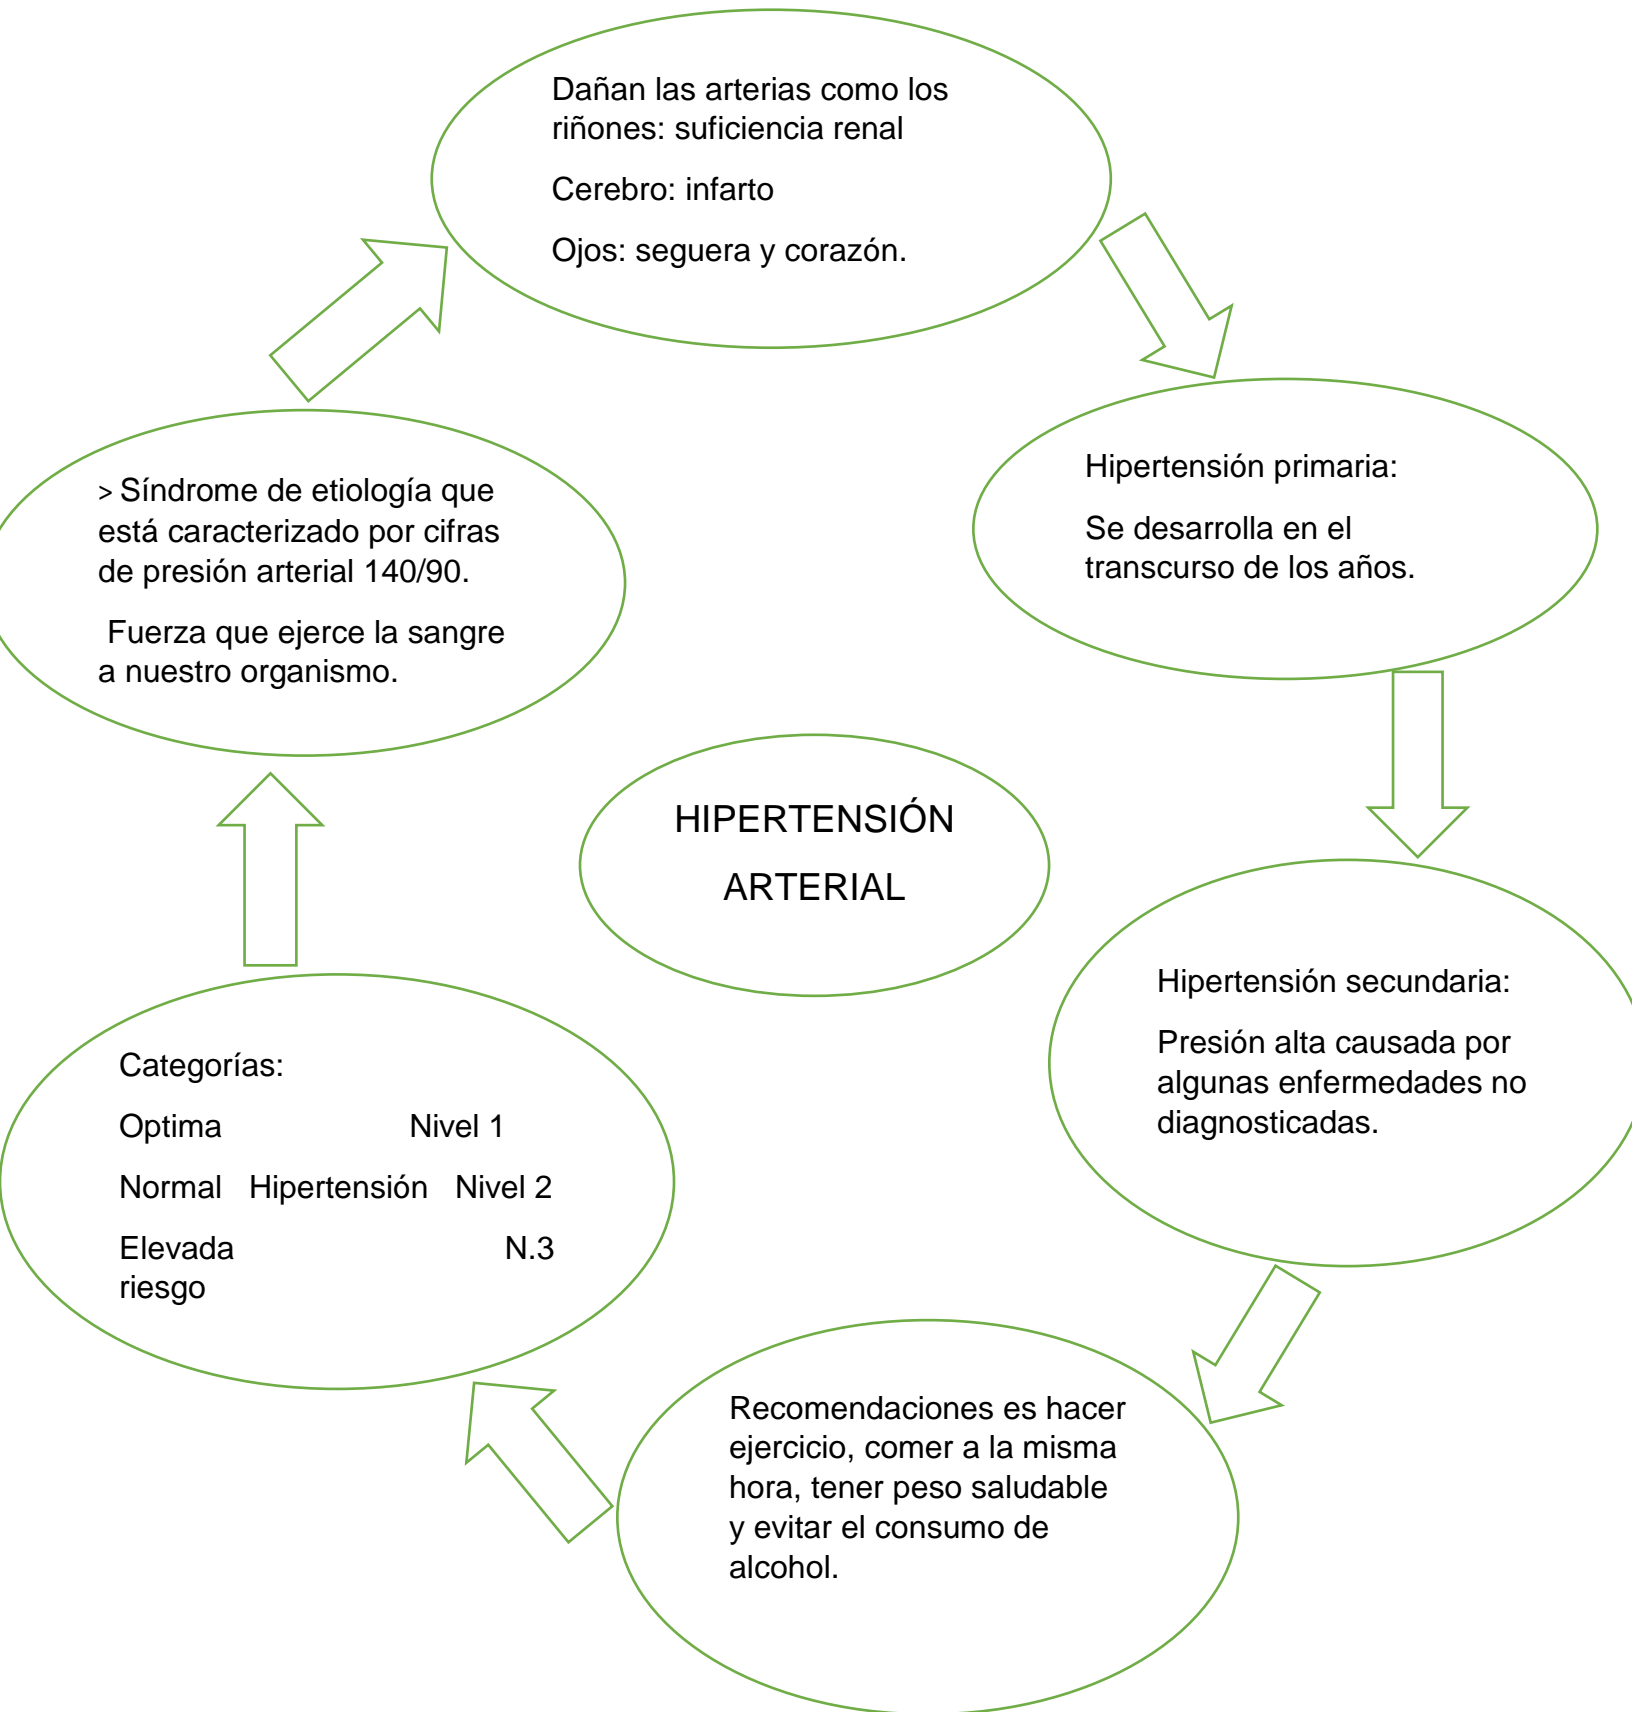 Dañan las arterias como los
riñones: suficiencia renal
Cerebro: infarto
Ojos: seguera y corazón.
Hipertensión primaria:
Se desarrolla en el
transcurso de los años.
> Síndrome de etiología que
está caracterizado por cifras
de presión arterial 140/90.
Fuerza que ejerce la sangre
a nuestro organismo.
HIPERTENSIÓN
ARTERIAL
Hipertensión secundaria:
Presión alta causada por
algunas enfermedades no
diagnosticadas.
Categorías:
Optima Nivel 1
Normal Hipertensión Nivel 2
Elevada N.3
riesgo
Recomendaciones es hacer
ejercicio, comer a la misma
hora, tener peso saludable
y evitar el consumo de
alcohol.